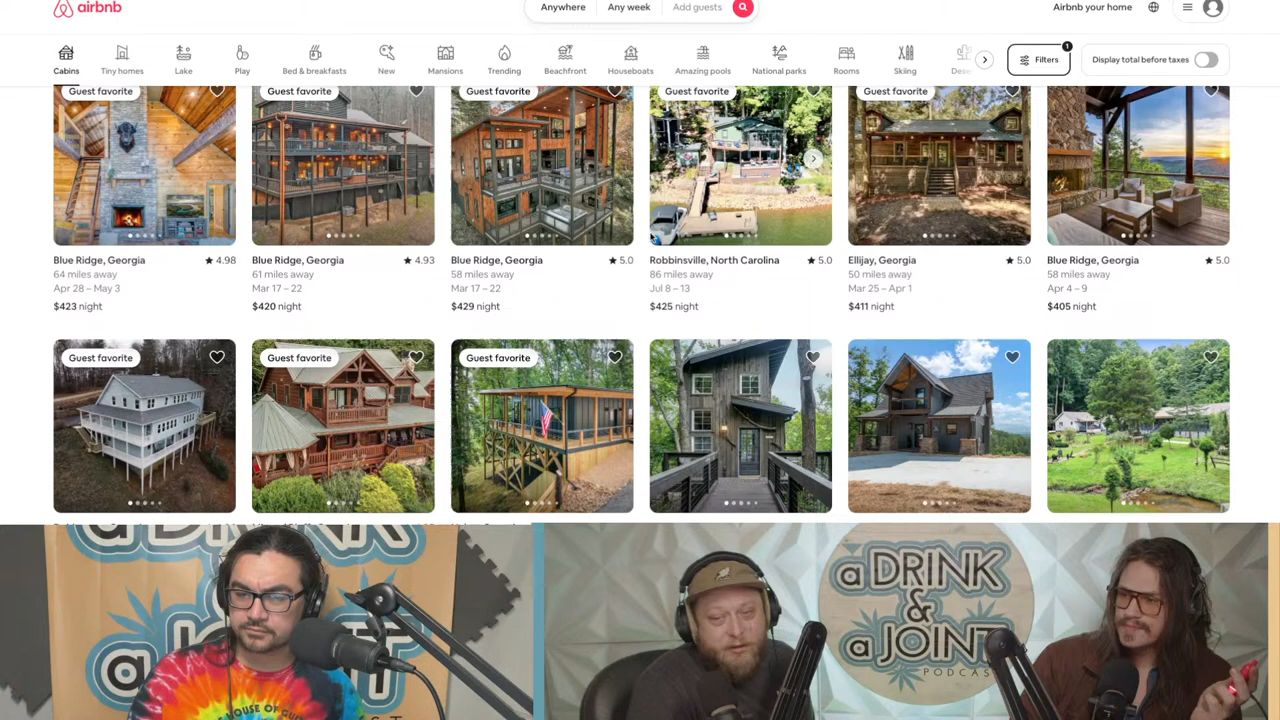 airbnb
Anywhere
Any week
Add guests
Airbnb your home
Cabins
Tiny homes
Lake
Play
Bed & breakfasts
New
Mansions
Trending
Beachfront
Houseboats
Amazing pools
National parks
Rooms
Skiing
1
Filters
Display total before taxes
Guest favorite
Guest favorite
Guest favorite
Guest favorite
Guest favorite
Blue Ridge, Georgia
4.98
64 miles away
Apr 28 – May 3
$423 night
Blue Ridge, Georgia
4.93
61 miles away
Mar 17 – 22
$420 night
Blue Ridge, Georgia
5.0
58 miles away
Mar 17 – 22
$429 night
Robbinsville, North Carolina
5.0
86 miles away
Jul 8 – 13
$425 night
Ellijay, Georgia
5.0
50 miles away
Mar 25 – Apr 1
$411 night
Blue Ridge, Georgia
5.0
58 miles away
Apr 4 – 9
$405 night
Guest favorite
Guest favorite
Guest favorite
a DRINK
&
a JOINT
a DRINK
&
a JOINT
PODCAS